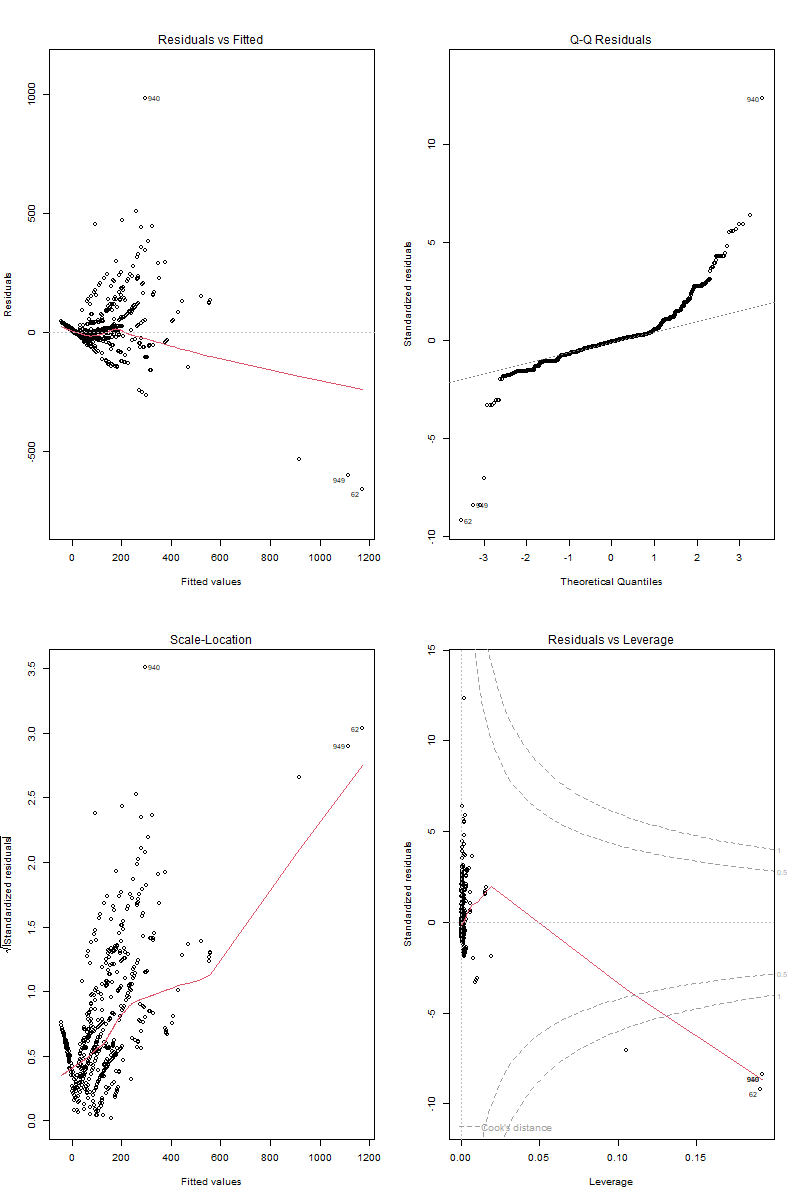 Residuals vs Fitted
Residuals
1000
500
0
-500
940
949
62
0 200 400 600 800 1000 1200
Fitted values
Q-Q Residuals
Standardized residuals
10
5
0
-5
-10
940
949
62
-3 -2 -1 0 1 2 3
Theoretical Quantiles
Scale-Location
√|Standardized residuals|
3.5
3.0
2.5
2.0
1.5
1.0
0.5
0.0
940
62
949
0 200 400 600 800 1000 1200
Fitted values
Residuals vs Leverage
Standardized residuals
15
10
5
0
-5
-10
1
0.5
0.5
1
62
Cook's distance
0.00 0.05 0.10 0.15
Leverage